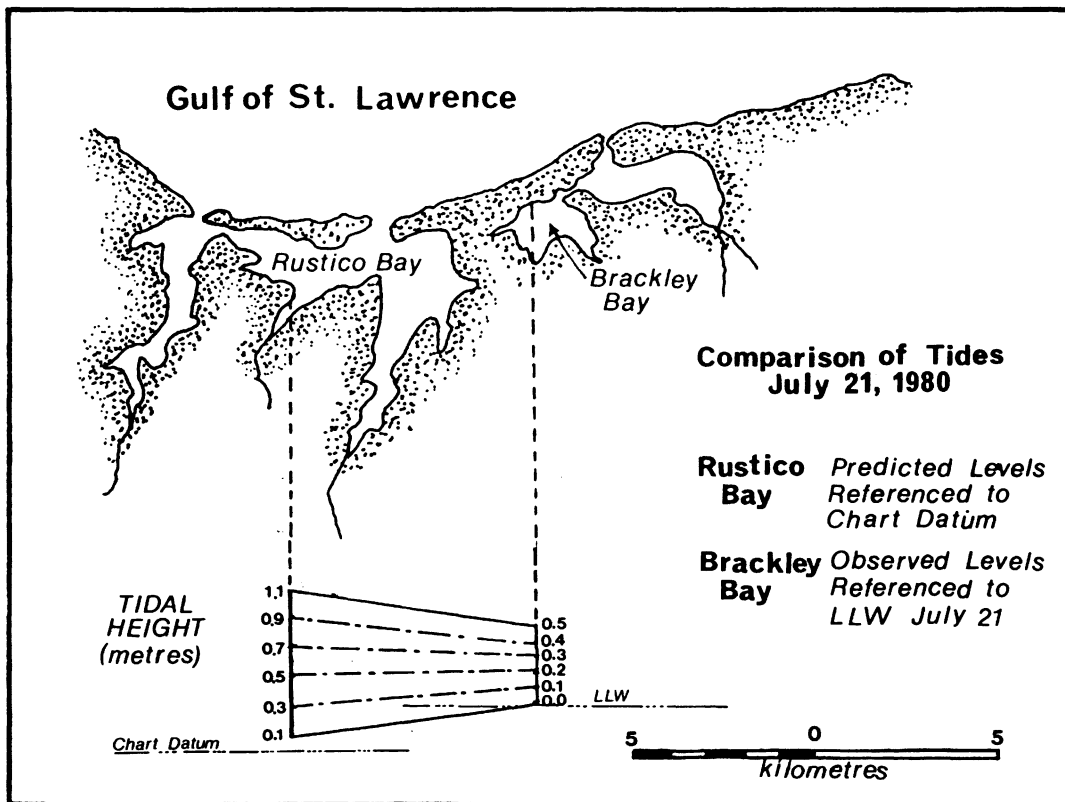 Gulf of St. Lawrence
Rustico Bay
Brackley
Bay
Comparison of Tides
July 21, 1980
Rustico Predicted Levels
Bay Referenced to
Chart Datum
Brackley Observed Levels
Bay Referenced to
LLW July 21
TIDAL
HEIGHT
(metres)
1.1
0.9
0.7
0.5
0.3
0.1
0.5
0.4
0.3
0.2
0.1
0.0
LLW
Chart Datum
5 0 5
kilometres